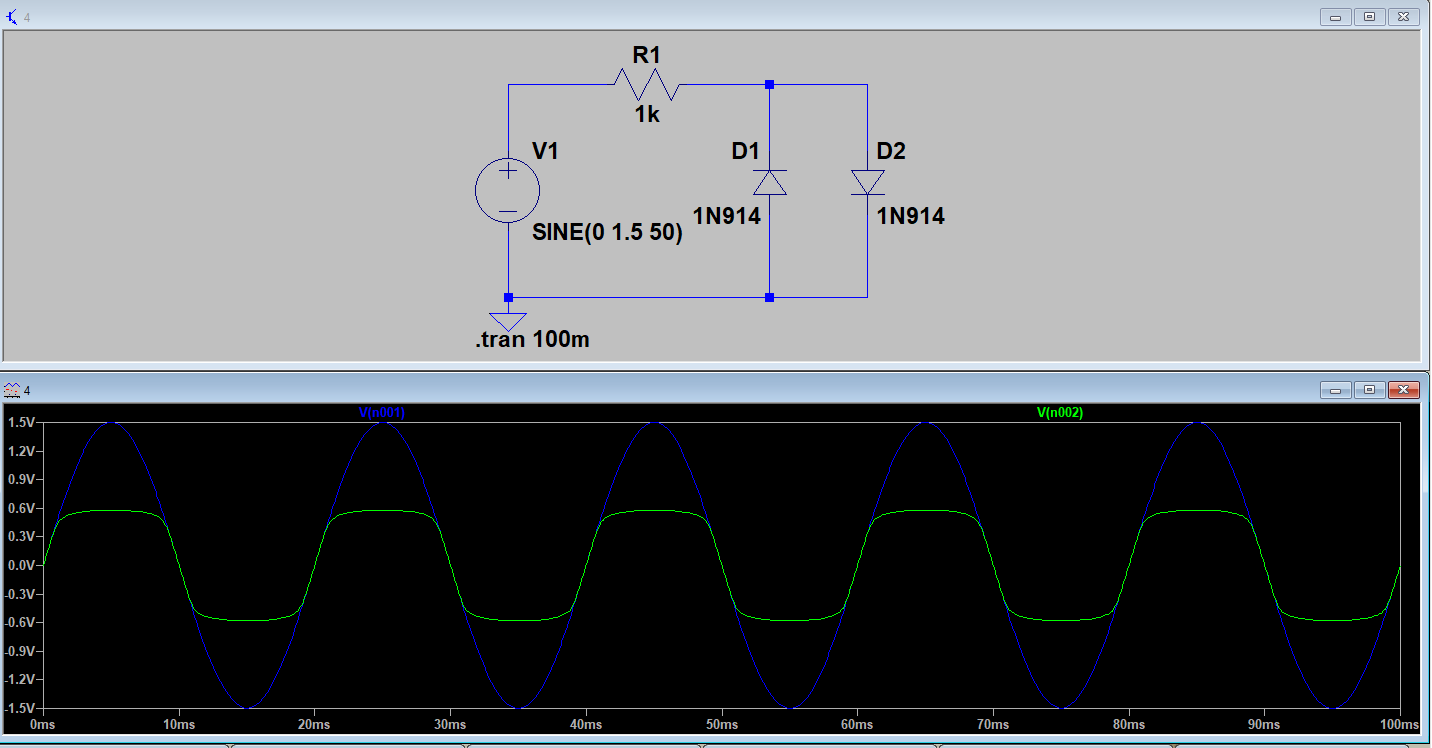 4
R1
1k
V1
D1
D2
1N914
1N914
SINE(0 1.5 50)
.tran 100m
4
V(n001)
V(n002)
1.5V
1.2V
0.9V
0.6V
0.3V
0.0V
-0.3V
-0.6V
-0.9V
-1.2V
-1.5V
0ms 10ms 20ms 30ms 40ms 50ms 60ms 70ms 80ms 90ms 100ms